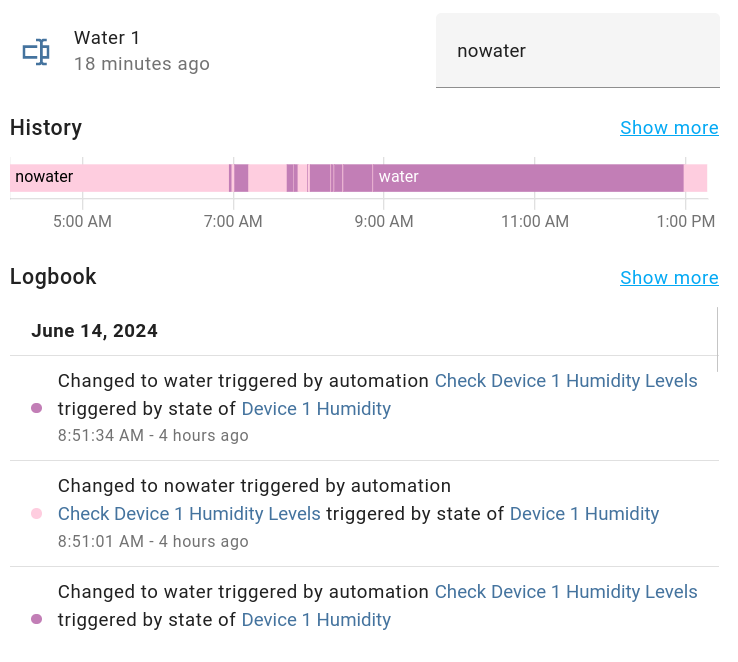 Water 1
18 minutes ago
nowater
History
Show more
nowater
water
5:00 AM
7:00 AM
9:00 AM
11:00 AM
1:00 PM
Logbook
Show more
June 14, 2024
Changed to water triggered by automation Check Device 1 Humidity Levels
triggered by state of Device 1 Humidity
8:51:34 AM - 4 hours ago
Changed to nowater triggered by automation
Check Device 1 Humidity Levels triggered by state of Device 1 Humidity
8:51:01 AM - 4 hours ago
Changed to water triggered by automation Check Device 1 Humidity Levels
triggered by state of Device 1 Humidity